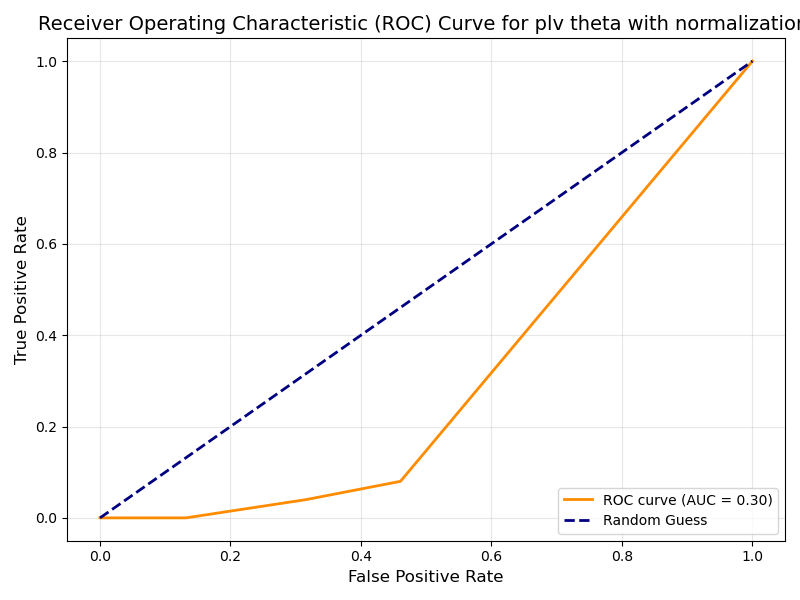 Receiver Operating Characteristic (ROC) Curve for plv theta with normalization
1.0
0.8
0.6
0.4
0.2
0.0
True Positive Rate
0.0 0.2 0.4 0.6 0.8 1.0
False Positive Rate
ROC curve (AUC = 0.30)
Random Guess